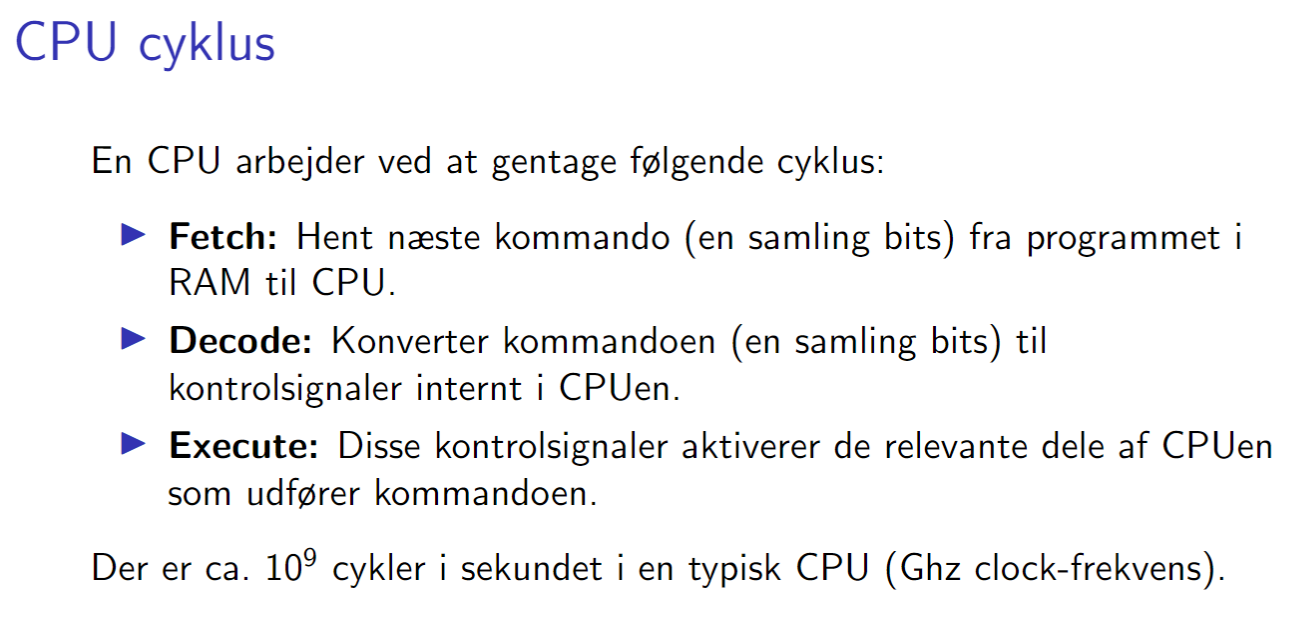 CPU cyklus
En CPU arbejder ved at gentage følgende cyklus:
▶ Fetch: Hent næste kommando (en samling bits) fra programmet i
RAM til CPU.
▶ Decode: Konverter kommandoen (en samling bits) til
kontrolsignaler internt i CPUen.
▶ Execute: Disse kontrolsignaler aktiverer de relevante dele af CPUen
som udfører kommandoen.
Der er ca. 10⁹ cykler i sekundet i en typisk CPU (Ghz clock-frekvens).